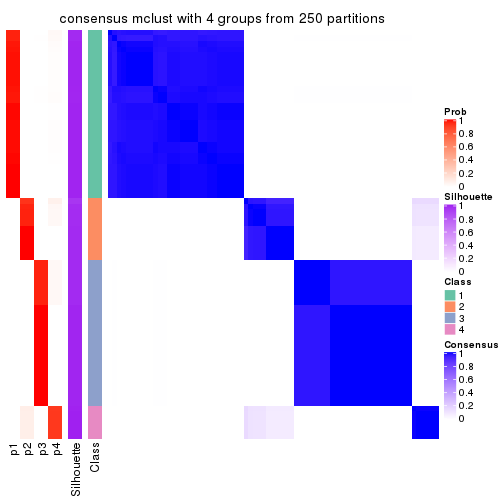 consensus mclust with 4 groups from 250 partitions
Prob
1
0.8
0.6
0.4
0.2
0
Silhouette
1
0.8
0.6
0.4
0.2
0
Class
1
2
3
4
Consensus
1
0.8
0.6
0.4
0.2
0
p1
p2
p3
p4
Silhouette
Class